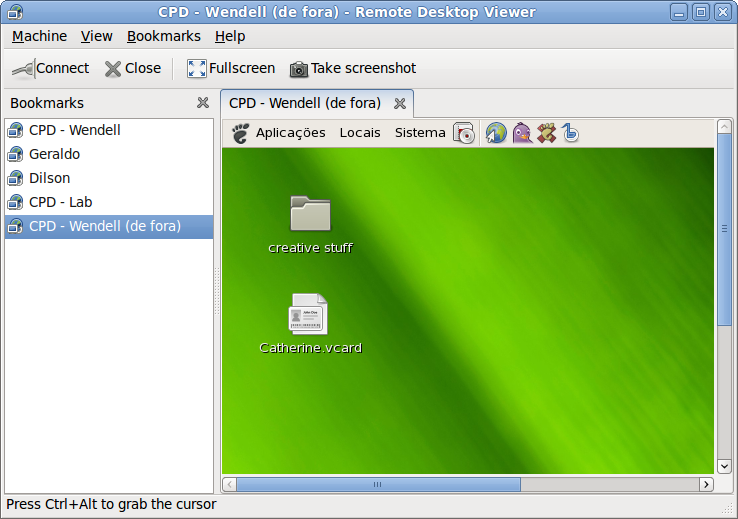 CPD - Wendell (de fora) - Remote Desktop Viewer
Machine View Bookmarks Help
Connect Close Fullscreen Take screenshot
Bookmarks
CPD - Wendell
Geraldo
Dilson
CPD - Lab
CPD - Wendell (de fora)
CPD - Wendell (de fora)
Aplicações Locais Sistema
creative stuff
John Doe
Catherine.vcard
Press Ctrl+Alt to grab the cursor